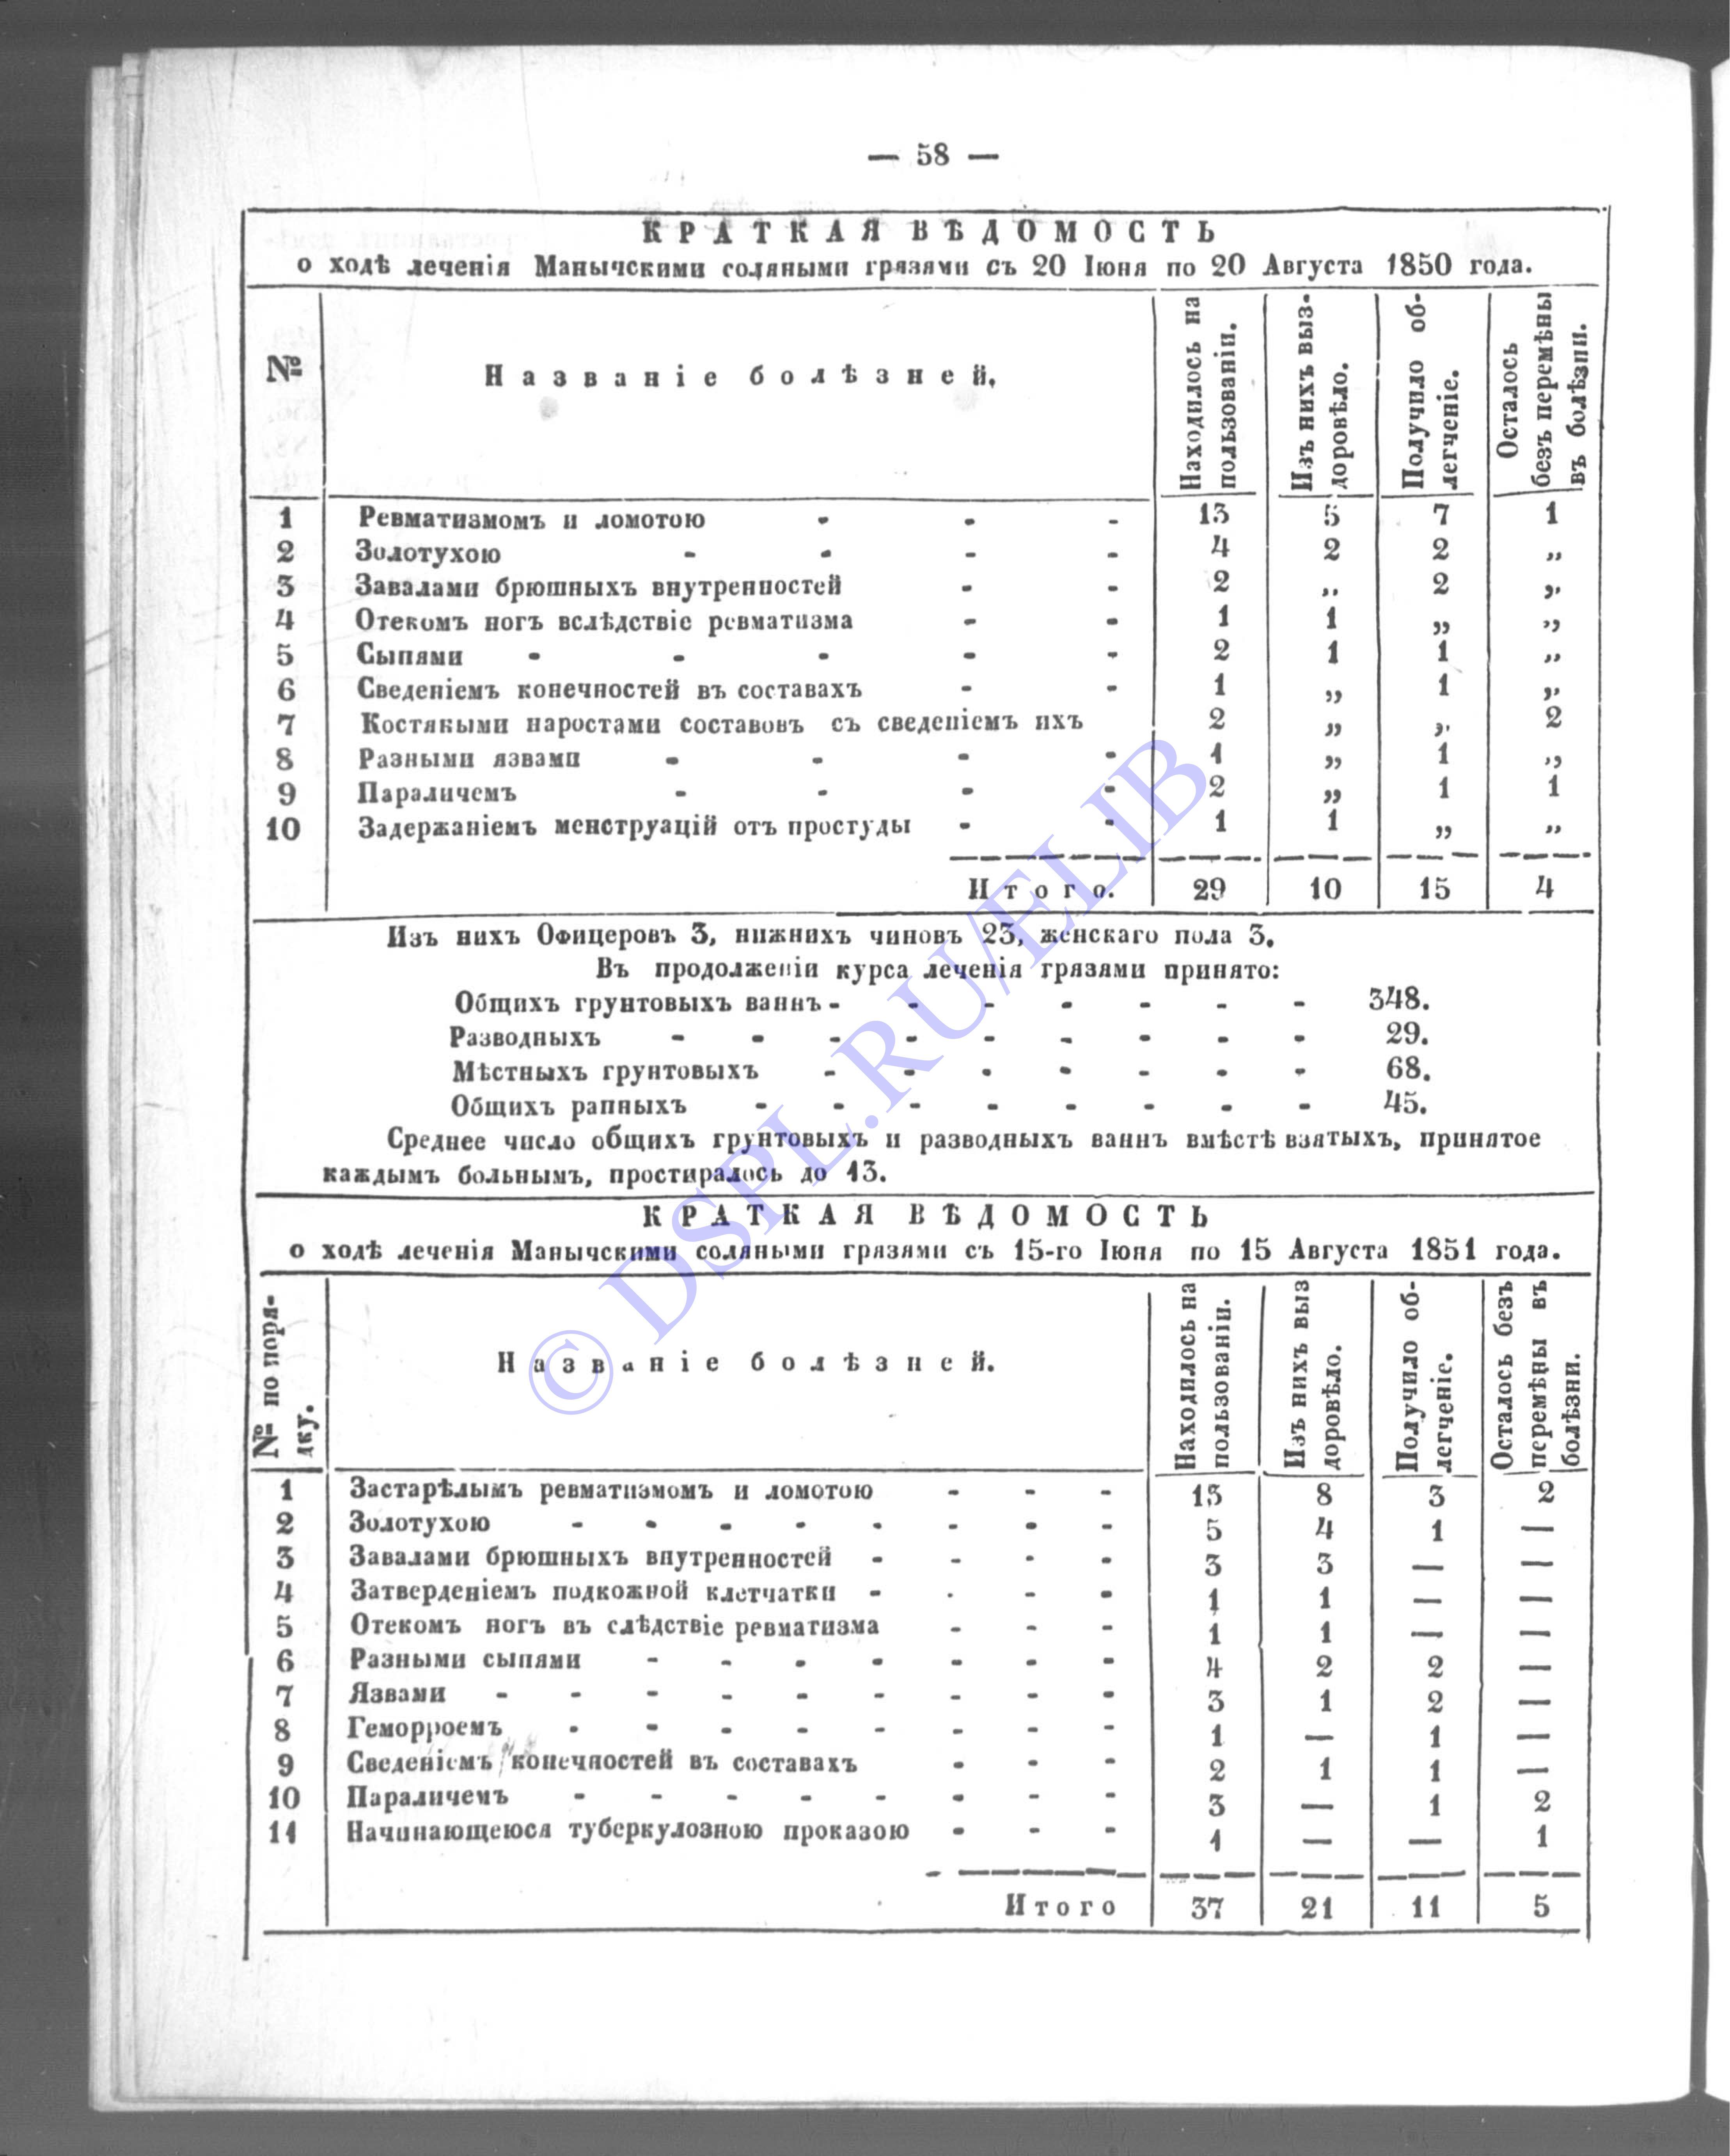 — 58 —
КРАТКАЯ ВѢДОМОСТЬ
о ходѣ леченія Манычскими соляными грязями съ 20 Іюня по 20 Августа 1850 года.
№ Названіе болѣзней. Находилось на пользованіи. Изъ нихъ выздоровѣло. Получило облегченіе. Осталось безъ перемѣны въ болѣзни.
1 Ревматизмомъ и ломотою - - - 13 5 7 1
2 Золотухою - - - - 4 2 2 „
3 Завалами брюшныхъ внутренностей - - 2 „ 2 „
4 Отекомъ ногъ вслѣдствіе ревматизма - - 1 1 „ „
5 Сыпями - - - - - 2 1 1 „
6 Сведеніемъ конечностей въ составахъ - - 1 „ 1 „
7 Костяными наростами составовъ съ сведеніемъ ихъ 2 „ „ 2
8 Разными язвами - - - - 1 „ 1 „
9 Параличемъ - - - - 2 „ 1 1
10 Задержаніемъ менструацій отъ простуды - - 1 1 „ „
Итого. 29 10 15 4
Изъ нихъ Офицеровъ 3, нижнихъ чиновъ 23, женскаго пола 3.
Въ продолженіи курса леченія грязями принято:
Общихъ грунтовыхъ ваннъ - - - - - - - 348.
Разводныхъ - - - - - - - - - 29.
Мѣстныхъ грунтовыхъ - - - - - - - 68.
Общихъ рапныхъ - - - - - - - - 45.
Среднее число общихъ грунтовыхъ и разводныхъ ваннъ вмѣстѣ взятыхъ, принятое
каждымъ больнымъ, простиралось до 13.
КРАТКАЯ ВѢДОМОСТЬ
о ходѣ леченія Манычскими соляными грязями съ 15-го Іюня по 15 Августа 1851 года.
№ по порядку. Названіе болѣзней. Находилось на пользованіи. Изъ нихъ выздоровѣло. Получило облегченіе. Осталось безъ перемѣны въ болѣзни.
1 Застарѣлымъ ревматизмомъ и ломотою - - - 13 8 3 2
2 Золотухою - - - - - - - - 5 4 1 —
3 Завалами брюшныхъ внутренностей - - - - 3 3 — —
4 Затверденіемъ подкожной клетчатки - - - - 1 1 — —
5 Отекомъ ногъ въ слѣдствіе ревматизма - - - 1 1 — —
6 Разными сыпями - - - - - - - 4 2 2 —
7 Язвами - - - - - - - - - 3 1 2 —
8 Геморроемъ - - - - - - - - 1 — 1 —
9 Сведеніемъ конечностей въ составахъ - - - 2 1 1 —
10 Параличемъ - - - - - - - - 3 — 1 2
11 Начинающеюся туберкулозною проказою - - - 1 — — 1
Итого 37 21 11 5
© DSPL.RU/ELIB